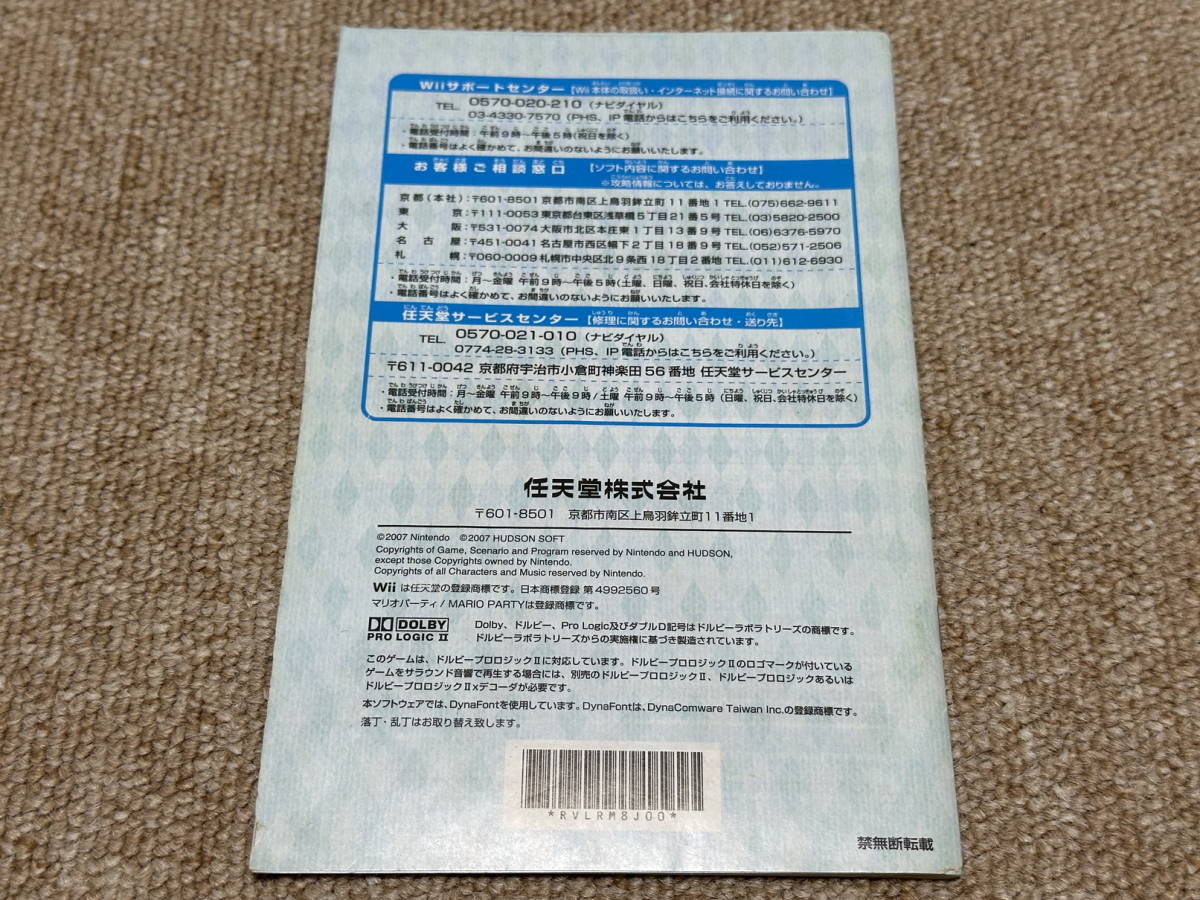 Wiiサポートセンター【Wii本体の取扱い・インターネット接続に関するお問い合わせ】
TEL. 0570-020-210 (ナビダイヤル)
03-4330-7570 (PHS、IP電話からはこちらをご利用ください。)
・電話受付時間：午前9時～午後5時(祝日を除く)
・電話番号はよく確かめて、お間違いのないようにお願いいたします。
お客様ご相談窓口 【ソフト内容に関するお問い合わせ】
※攻略情報については、お答えしておりません。
京都(本社)：〒601-8501 京都市南区上鳥羽鉾立町11番地1 TEL.(075)662-9611
東京：〒111-0053 東京都台東区浅草橋5丁目21番5号 TEL.(03)5820-2500
大阪：〒531-0074 大阪市北区本庄東1丁目13番9号 TEL.(06)6376-5970
名古屋：〒451-0041 名古屋市西区幅下2丁目18番9号 TEL.(052)571-2506
札幌：〒060-0009 札幌市中央区北9条西18丁目2番地 TEL.(011)612-6930
・電話受付時間：月～金曜 午前9時～午後5時(土曜、日曜、祝日、会社特休日を除く)
・電話番号はよく確かめて、お間違いのないようにお願いいたします。
任天堂サービスセンター【修理に関するお問い合わせ・送り先】
TEL. 0570-021-010 (ナビダイヤル)
0774-28-3133 (PHS、IP電話からはこちらをご利用ください。)
〒611-0042 京都府宇治市小倉町神楽田56番地 任天堂サービスセンター
・電話受付時間：月～金曜 午前9時～午後5時/土曜 午前9時～午後5時(日曜、祝日、会社特休日を除く)
・電話番号はよく確かめて、お間違いのないようにお願いいたします。
任天堂株式会社
〒601-8501 京都市南区上鳥羽鉾立町11番地1
©2007 Nintendo ©2007 HUDSON SOFT
Copyrights of Game, Scenario and Program reserved by Nintendo and HUDSON,
except those Copyrights owned by Nintendo.
Copyrights of all Characters and Music reserved by Nintendo.
Wii は任天堂の登録商標です。日本商標登録 第4992560号
マリオパーティ / MARIO PARTYは登録商標です。
DOLBY
PRO LOGIC II
Dolby、ドルビー、Pro Logic及びダブルD記号はドルビーラボラトリーズの商標です。
ドルビーラボラトリーズからの実施権に基づき製造されています。
このゲームは、ドルビープロロジックⅡに対応しています。ドルビープロロジックⅡのロゴマークが付いている
ゲームをサラウンド音響で再生する場合には、別売のドルビープロロジックⅡ、ドルビープロロジックあるいは
ドルビープロロジックⅡxデコーダが必要です。
本ソフトウェアでは、DynaFontを使用しています。DynaFontは、DynaComware Taiwan Inc.の登録商標です。
落丁・乱丁はお取り替え致します。
*RVLRM8J00*
禁無断転載